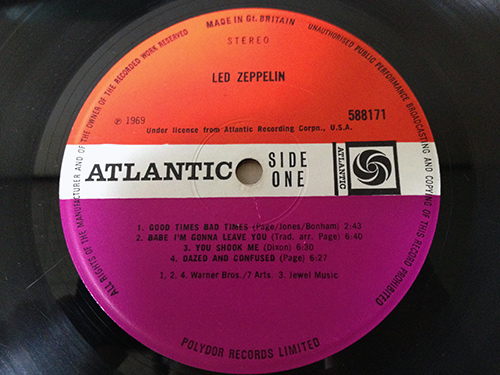 MADE IN Gt. BRITAIN
ALL RIGHTS OF THE MANUFACTURER AND OF THE OWNER OF THE RECORDED WORK RESERVED
UNAUTHORISED PUBLIC PERFORMANCE BROADCASTING AND COPYING OF THIS RECORD PROHIBITED
STEREO
LED ZEPPELIN
℗ 1969
588171
Under licence from Atlantic Recording Corpn., U.S.A.
ATLANTIC
SIDE
ONE
ATLANTIC
1. GOOD TIMES BAD TIMES (Page/Jones/Bonham) 2:43
2. BABE I'M GONNA LEAVE YOU (Trad. arr. Page) 6:40
3. YOU SHOOK ME (Dixon) 6:30
4. DAZED AND CONFUSED (Page) 6:27
1, 2, 4. Warner Bros./7 Arts. 3. Jewel Music
POLYDOR RECORDS LIMITED